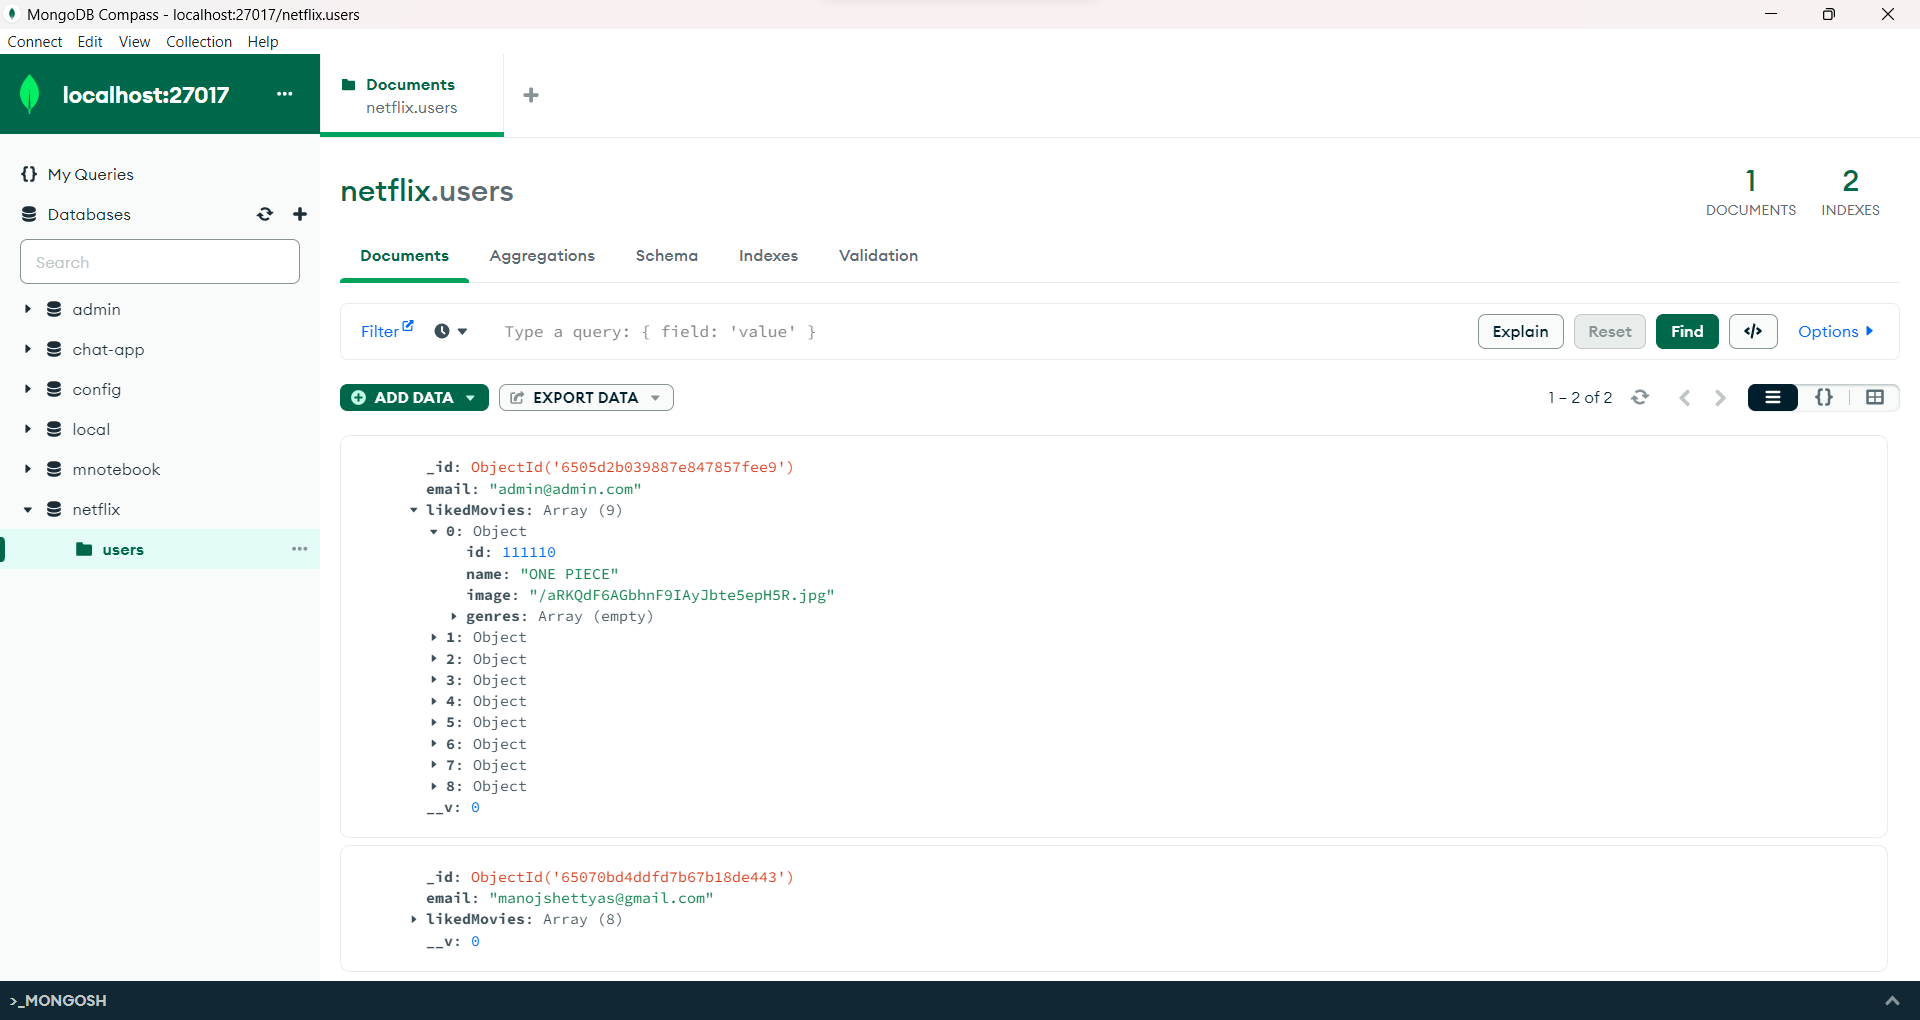 MongoDB Compass - localhost:27017/netflix.users
Connect Edit View Collection Help
localhost:27017 ...
Documents
netflix.users
+
{} My Queries
Databases
Search
admin
chat-app
config
local
mnotebook
netflix
users ...
netflix.users
1
DOCUMENTS
2
INDEXES
Documents Aggregations Schema Indexes Validation
Filter Type a query: { field: 'value' } Explain Reset Find </> Options
ADD DATA EXPORT DATA 1 – 2 of 2 {}
_id: ObjectId('6505d2b039887e847857fee9')
email: "admin@admin.com"
likedMovies: Array (9)
0: Object
id: 111110
name: "ONE PIECE"
image: "/aRKQdF6AGbhnF9IAyJbte5epH5R.jpg"
genres: Array (empty)
1: Object
2: Object
3: Object
4: Object
5: Object
6: Object
7: Object
8: Object
__v: 0
_id: ObjectId('65070bd4ddfd7b67b18de443')
email: "manojshettyas@gmail.com"
likedMovies: Array (8)
__v: 0
>_MONGOSH